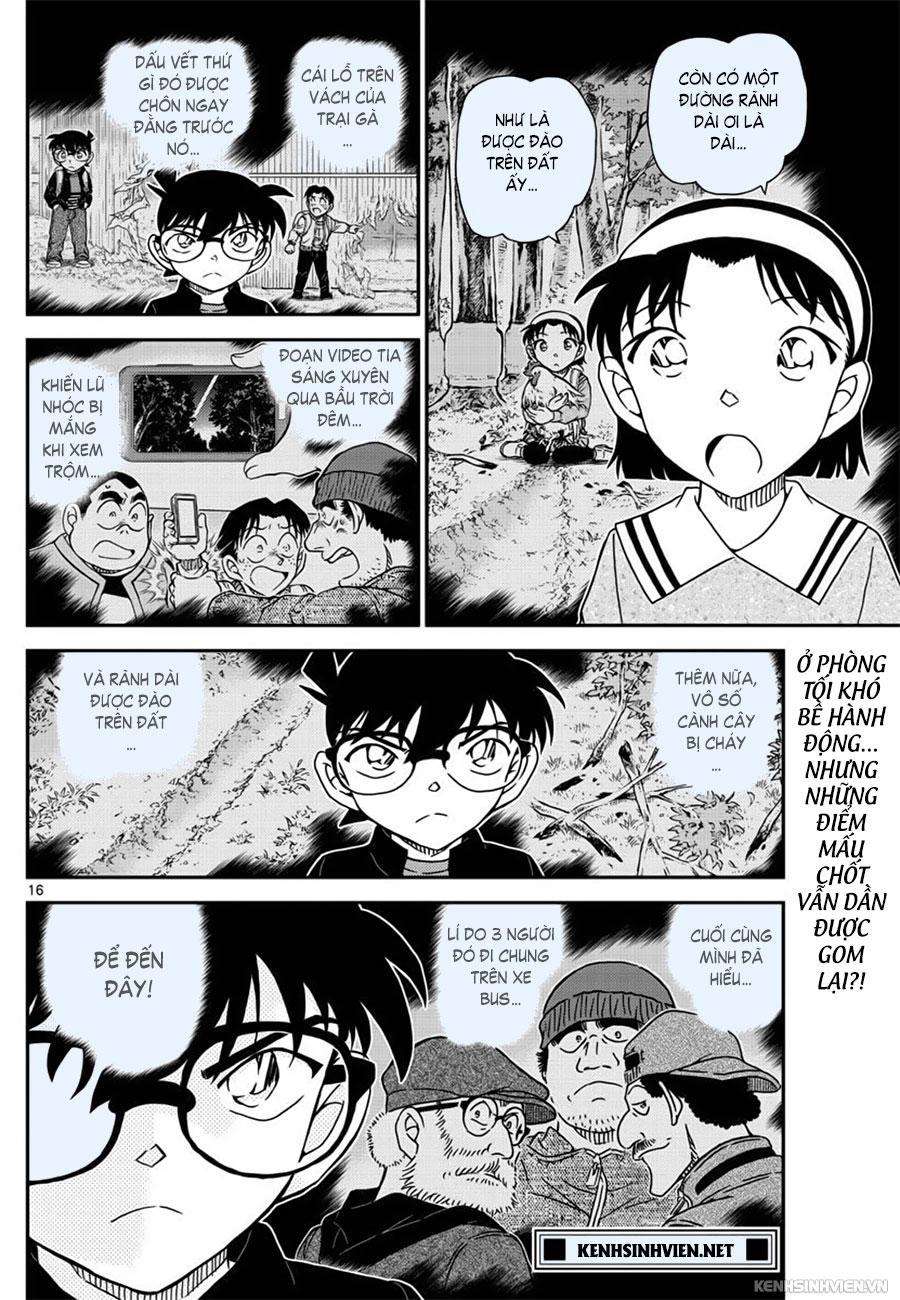 CÒN CÓ MỘT
ĐƯỜNG RÃNH
DÀI ƠI LÀ
DÀI...
NHƯ LÀ
ĐƯỢC ĐÀO
TRÊN ĐẤT
ẤY...
CÁI LỖ TRÊN
VÁCH CỦA
TRẠI GÀ
...
DẤU VẾT THỨ
GÌ ĐÓ ĐƯỢC
CHÔN NGAY
ĐẰNG TRƯỚC
NÓ...
ĐOẠN VIDEO TIA
SÁNG XUYÊN
QUA BẦU TRỜI
ĐÊM...
KHIẾN LŨ
NHÓC BỊ
MẮNG
KHI XEM
TRỘM...
THÊM NỮA,
VÔ SỐ
CÀNH CÂY
BỊ CHÁY
...
VÀ RÃNH DÀI
ĐƯỢC ĐÀO
TRÊN ĐẤT
...
Ở PHÒNG
TỐI KHÓ
BỀ HÀNH
ĐỘNG...
NHƯNG
NHỮNG
ĐIỂM
MẤU
CHỐT
VẪN DẦN
ĐƯỢC
GOM
LẠI?!
16
CUỐI CÙNG
MÌNH ĐÃ
HIỂU...
LÍ DO 3 NGƯỜI
ĐÓ ĐI CHUNG
TRÊN XE
BUS...
ĐỂ ĐẾN
ĐÂY!
KENHSINHVIEN.NET
KENHSINHVIEN.VN